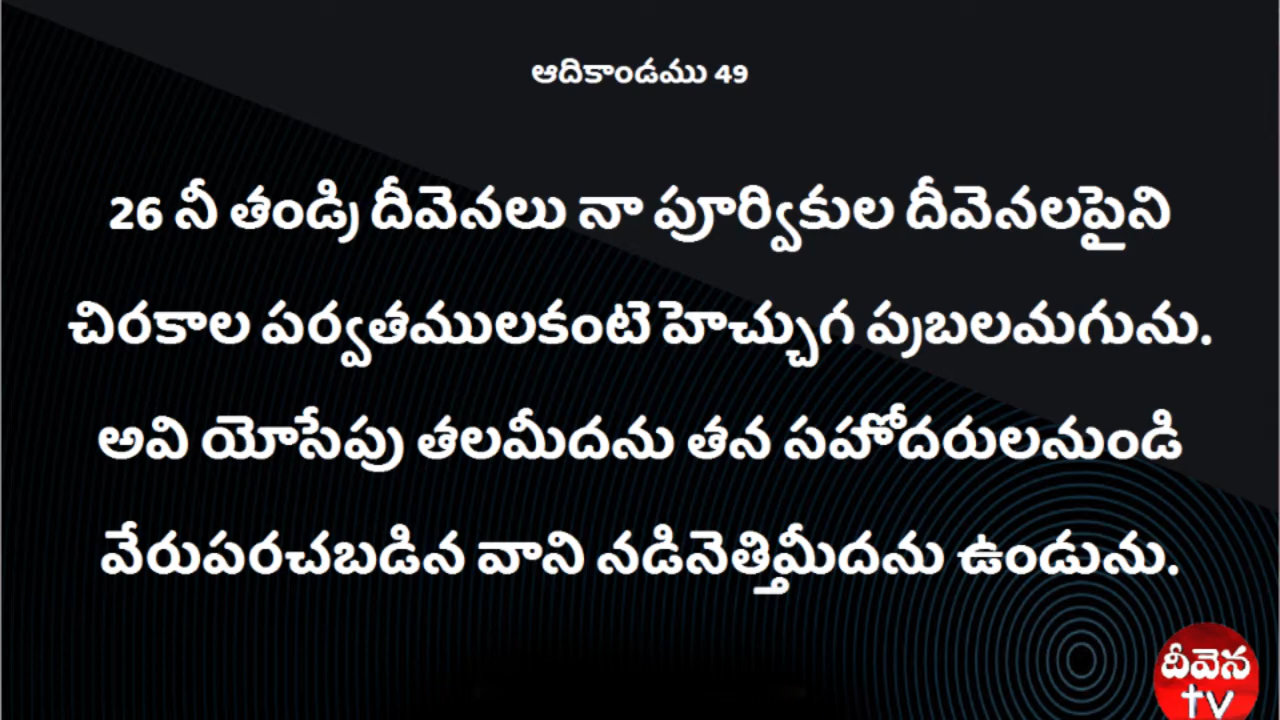 ఆదికాండము 49
26 నీ తండ్రి దీవెనలు నా పూర్వికుల దీవెనలపైని
చిరకాల పర్వతములకంటె హెచ్చుగ ప్రబలమగును.
అవి యోసేపు తలమీదను తన సహోదరులనుండి
వేరుపరచబడిన వాని నడినెత్తిమీదను ఉండును.
దీవెన
tv